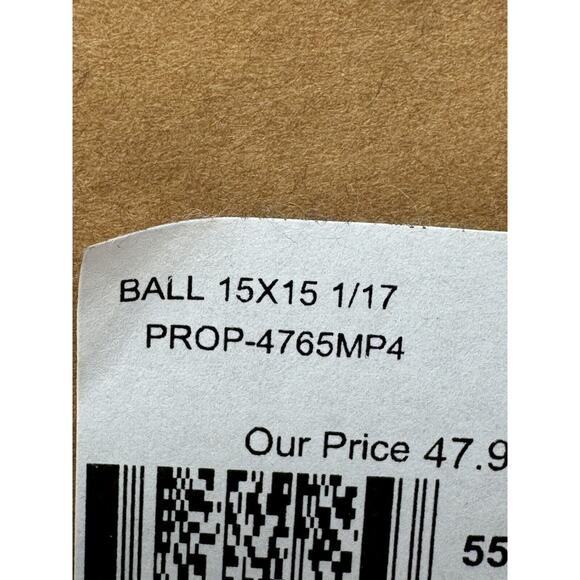 BALL 15X15 1/17
PROP-4765MP4
Our Price 47.9
55